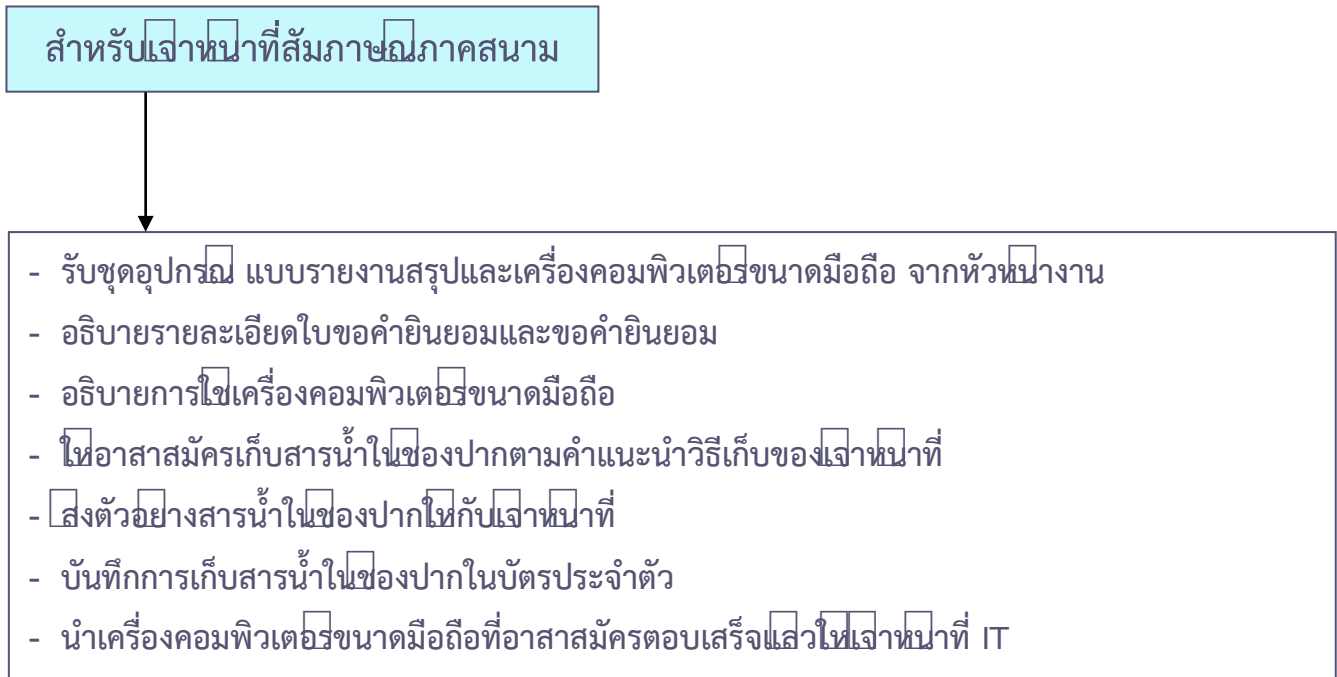 สำหรับเจ้าหน้าที่สัมภาษณ์ภาคสนาม
- รับชุดอุปกรณ์ แบบรายงานสรุปและเครื่องคอมพิวเตอร์ขนาดมือถือ จากหัวหน้างาน
- อธิบายรายละเอียดใบขอคำยินยอมและขอคำยินยอม
- อธิบายการใช้เครื่องคอมพิวเตอร์ขนาดมือถือ
- ให้อาสาสมัครเก็บสารน้ำในช่องปากตามคำแนะนำวิธีเก็บของเจ้าหน้าที่
- ส่งตัวอย่างสารน้ำในช่องปากให้กับเจ้าหน้าที่
- บันทึกการเก็บสารน้ำในช่องปากในบัตรประจำตัว
- นำเครื่องคอมพิวเตอร์ขนาดมือถือที่อาสาสมัครตอบเสร็จแล้วให้เจ้าหน้าที่ IT